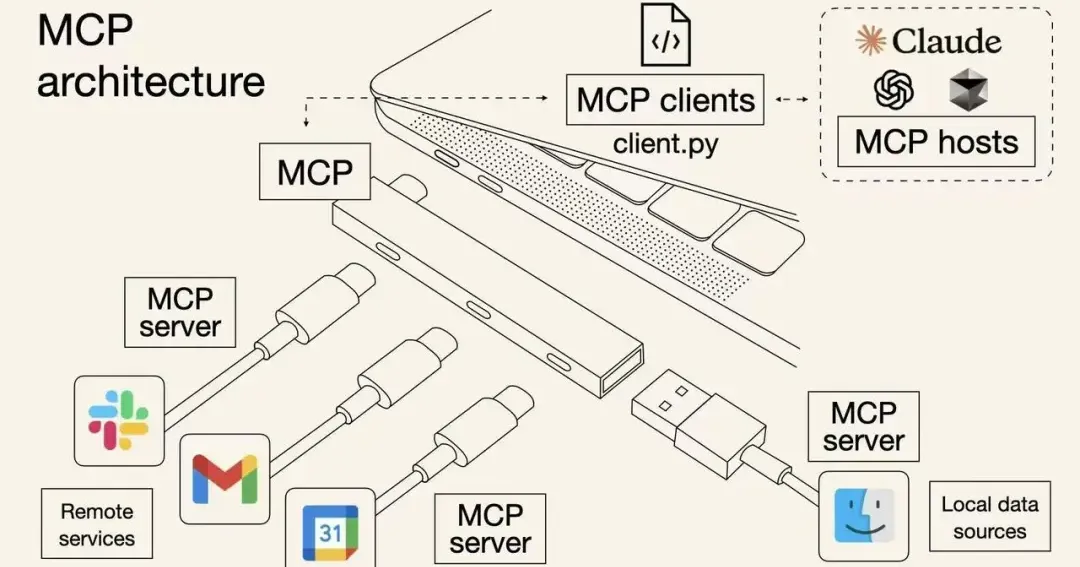 MCP
architecture
</>
MCP clients
client.py
Claude
MCP hosts
MCP
MCP
server
MCP
server
31
Remote
services
MCP
server
Local data
sources